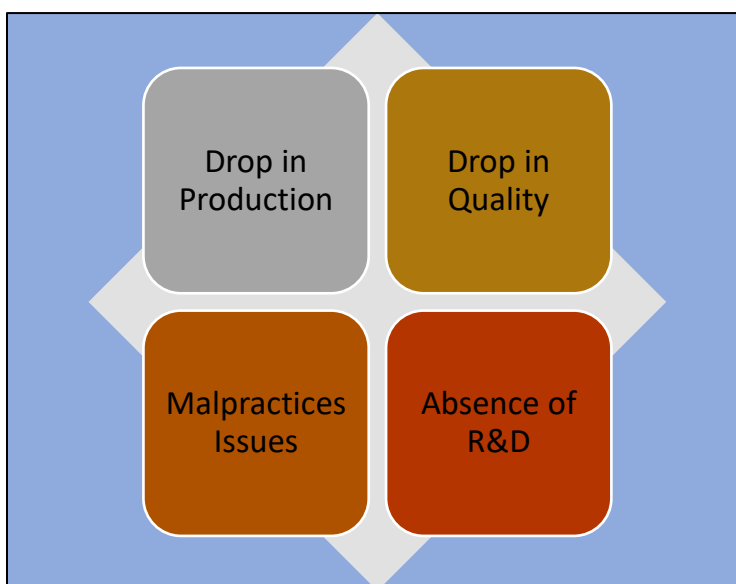 Drop in
Production
Drop in
Quality
Malpractices
Issues
Absence of
R&D